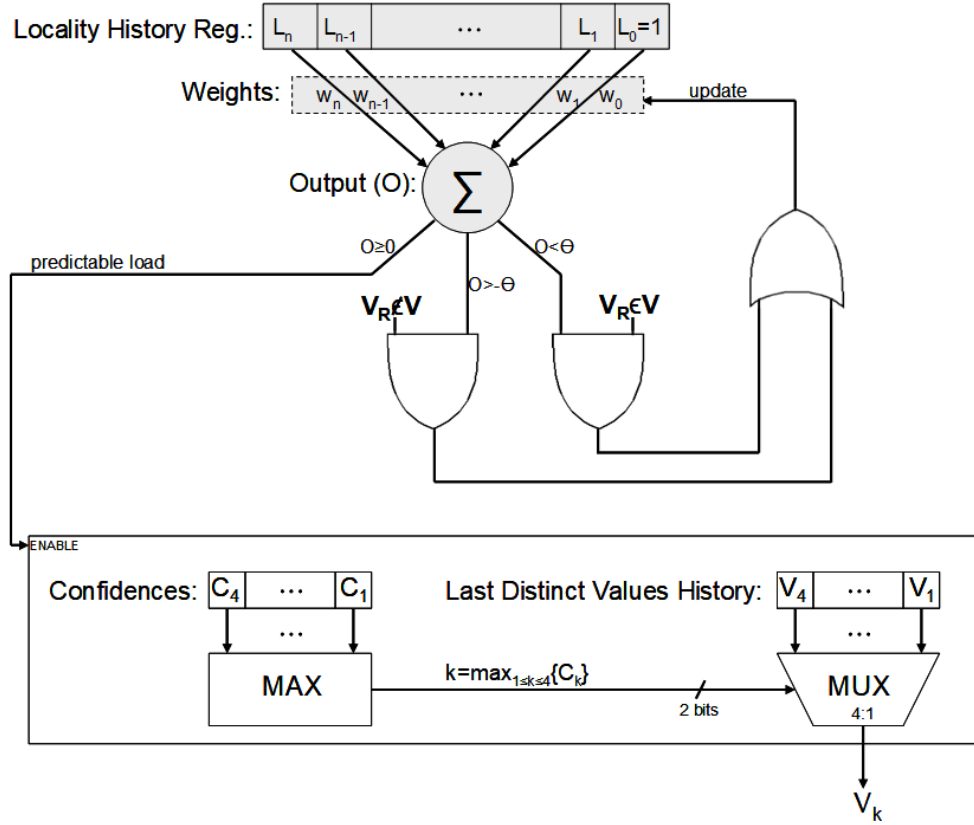 Locality History Reg.: Lₙ Lₙ₋₁ ... L₁ L₀=1
Weights: wₙ wₙ₋₁ ... w₁ w₀
update
Output (O): ∑
O≥0
O<Θ
predictable load
O>-Θ
V_R∉V
V_RϵV
ENABLE
Confidences: C₄ ... C₁
Last Distinct Values History: V₄ ... V₁
...
...
MAX
k=max₁≤k≤₄{Cₖ}
MUX
2 bits
4:1
Vₖ